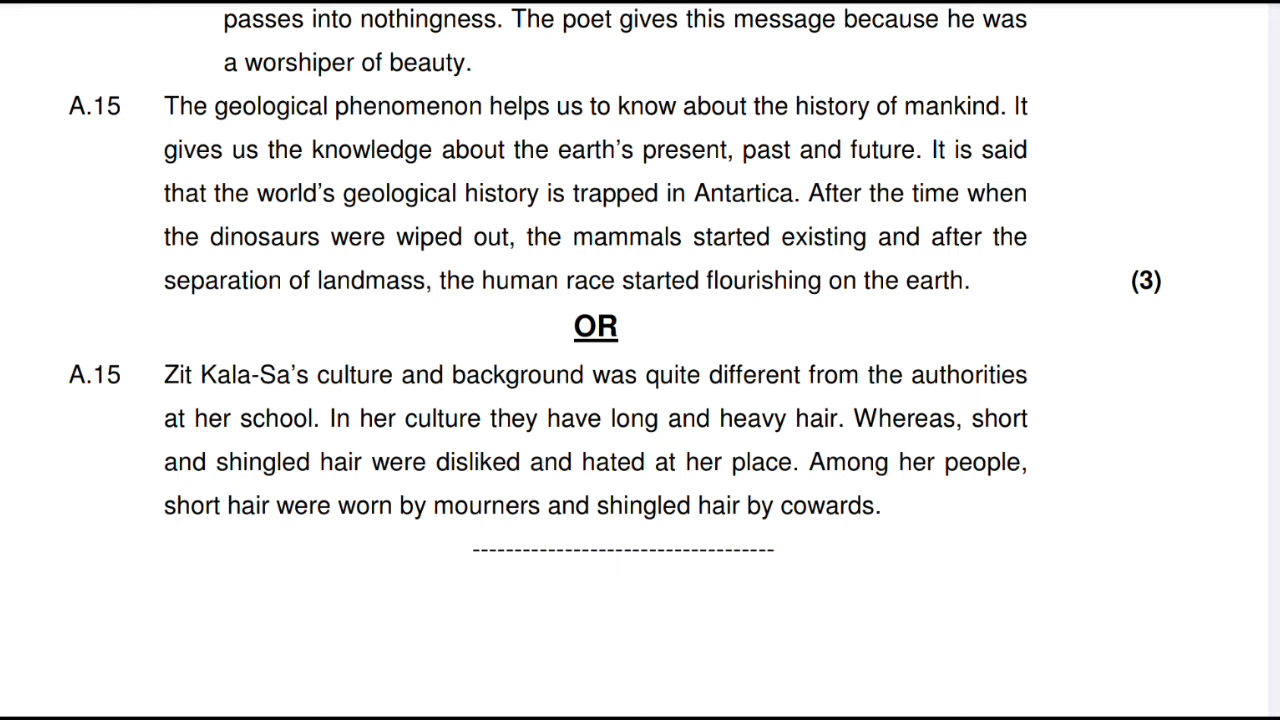 passes into nothingness. The poet gives this message because he was
a worshiper of beauty.
A.15 The geological phenomenon helps us to know about the history of mankind. It
gives us the knowledge about the earth's present, past and future. It is said
that the world's geological history is trapped in Antartica. After the time when
the dinosaurs were wiped out, the mammals started existing and after the
separation of landmass, the human race started flourishing on the earth. (3)
OR
A.15 Zit Kala-Sa's culture and background was quite different from the authorities
at her school. In her culture they have long and heavy hair. Whereas, short
and shingled hair were disliked and hated at her place. Among her people,
short hair were worn by mourners and shingled hair by cowards.
------------------------------------